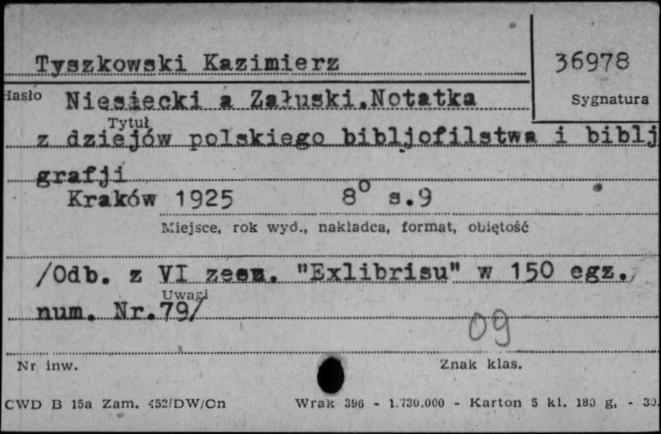 Tyszkowski Kazimierz
36978
Hasło
Niesiecki a Załuski.Notatka
Sygnatura
Tytuł
z dziejów polskiego bibljofilstwa i biblj
grafji
Kraków 1925 8° s.9
Miejsce, rok wyd., nakładca, format, objętość
/Odb. z VI zesz. "Exlibrisu" w 150 egz.,
Uwagi
num. Nr.79/
09
Nr inw. Znak klas.
CWD B 15a Zam. 452/DW/Cn Wrak 396 - 1.730.000 - Karton 5 kl. 180 g, - 30.